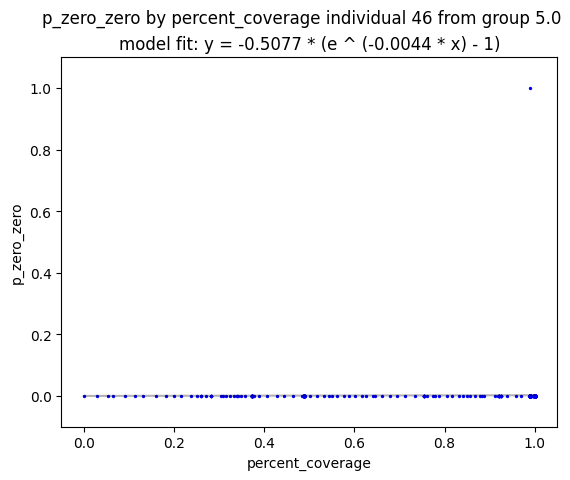 p_zero_zero by percent_coverage individual 46 from group 5.0
model fit: y = -0.5077 * (e ^ (-0.0044 * x) - 1)
1.0
0.8
0.6
0.4
0.2
0.0
p_zero_zero
0.0 0.2 0.4 0.6 0.8 1.0
percent_coverage